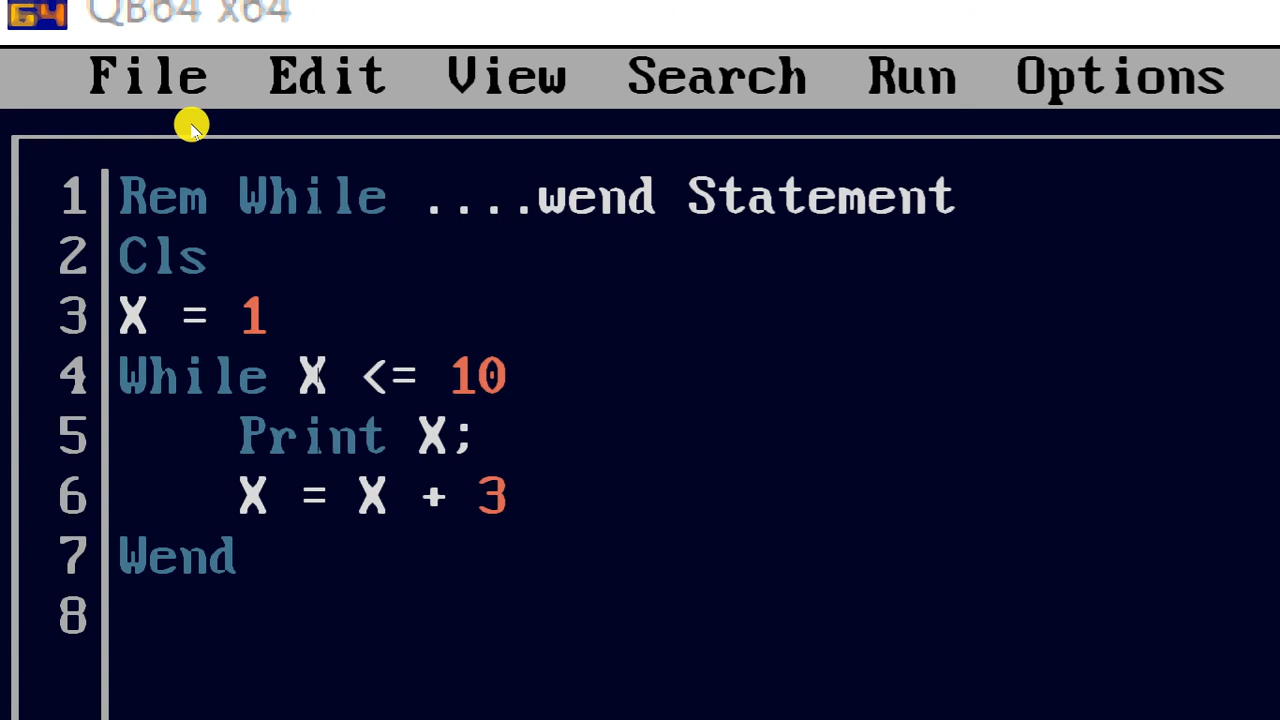 64 QB64 x64
File Edit View Search Run Options
1 Rem While ....wend Statement
2 Cls
3 X = 1
4 While X <= 10
5 Print X;
6 X = X + 3
7 Wend
8